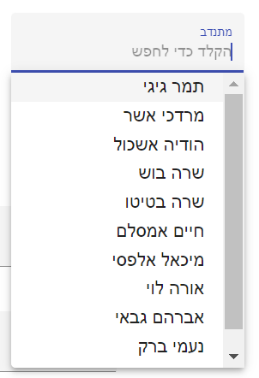 מתנדב
הקלד כדי לחפש
תמר גיגי
מרדכי אשר
הודיה אשכול
שרה בוש
שרה בטיטו
חיים אמסלם
מיכאל אלפסי
אורה לוי
אברהם גבאי
נעמי ברק